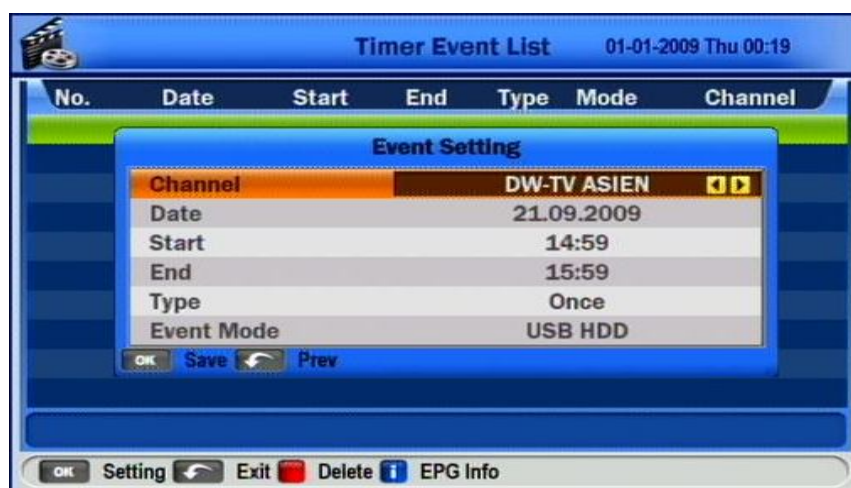 Timer Event List 01-01-2009 Thu 00:19
No. Date Start End Type Mode Channel
Event Setting
Channel DW-TV ASIEN
Date 21.09.2009
Start 14:59
End 15:59
Type Once
Event Mode USB HDD
OK Save Prev
OK Setting Exit Delete i EPG Info